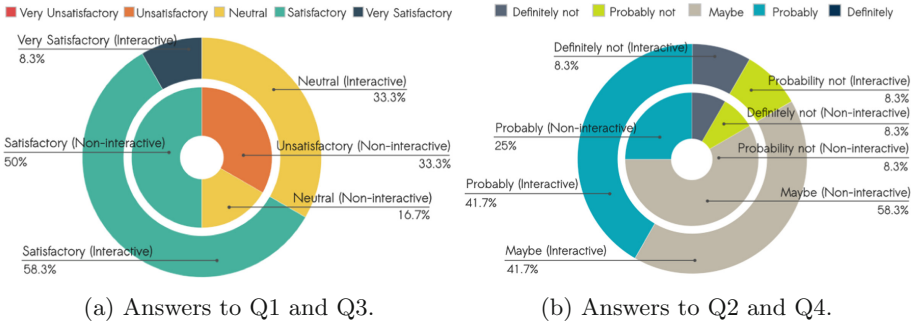 Very Unsatisfactory Unsatisfactory Neutral Satisfactory Very Satisfactory
Very Satisfactory (Interactive)
8.3%
Neutral (Interactive)
33.3%
Satisfactory (Non-interactive)
50%
Unsatisfactory (Non-interactive)
33.3%
Neutral (Non-interactive)
16.7%
Satisfactory (Interactive)
58.3%
(a) Answers to Q1 and Q3.
Definitely not Probably not Maybe Probably Definitely
Definitely not (Interactive)
8.3%
Probability not (Interactive)
8.3%
Definitely not (Non-interactive)
8.3%
Probably (Non-interactive)
25%
Probability not (Non-interactive)
8.3%
Probably (Interactive)
41.7%
Maybe (Non-interactive)
58.3%
Maybe (Interactive)
41.7%
(b) Answers to Q2 and Q4.